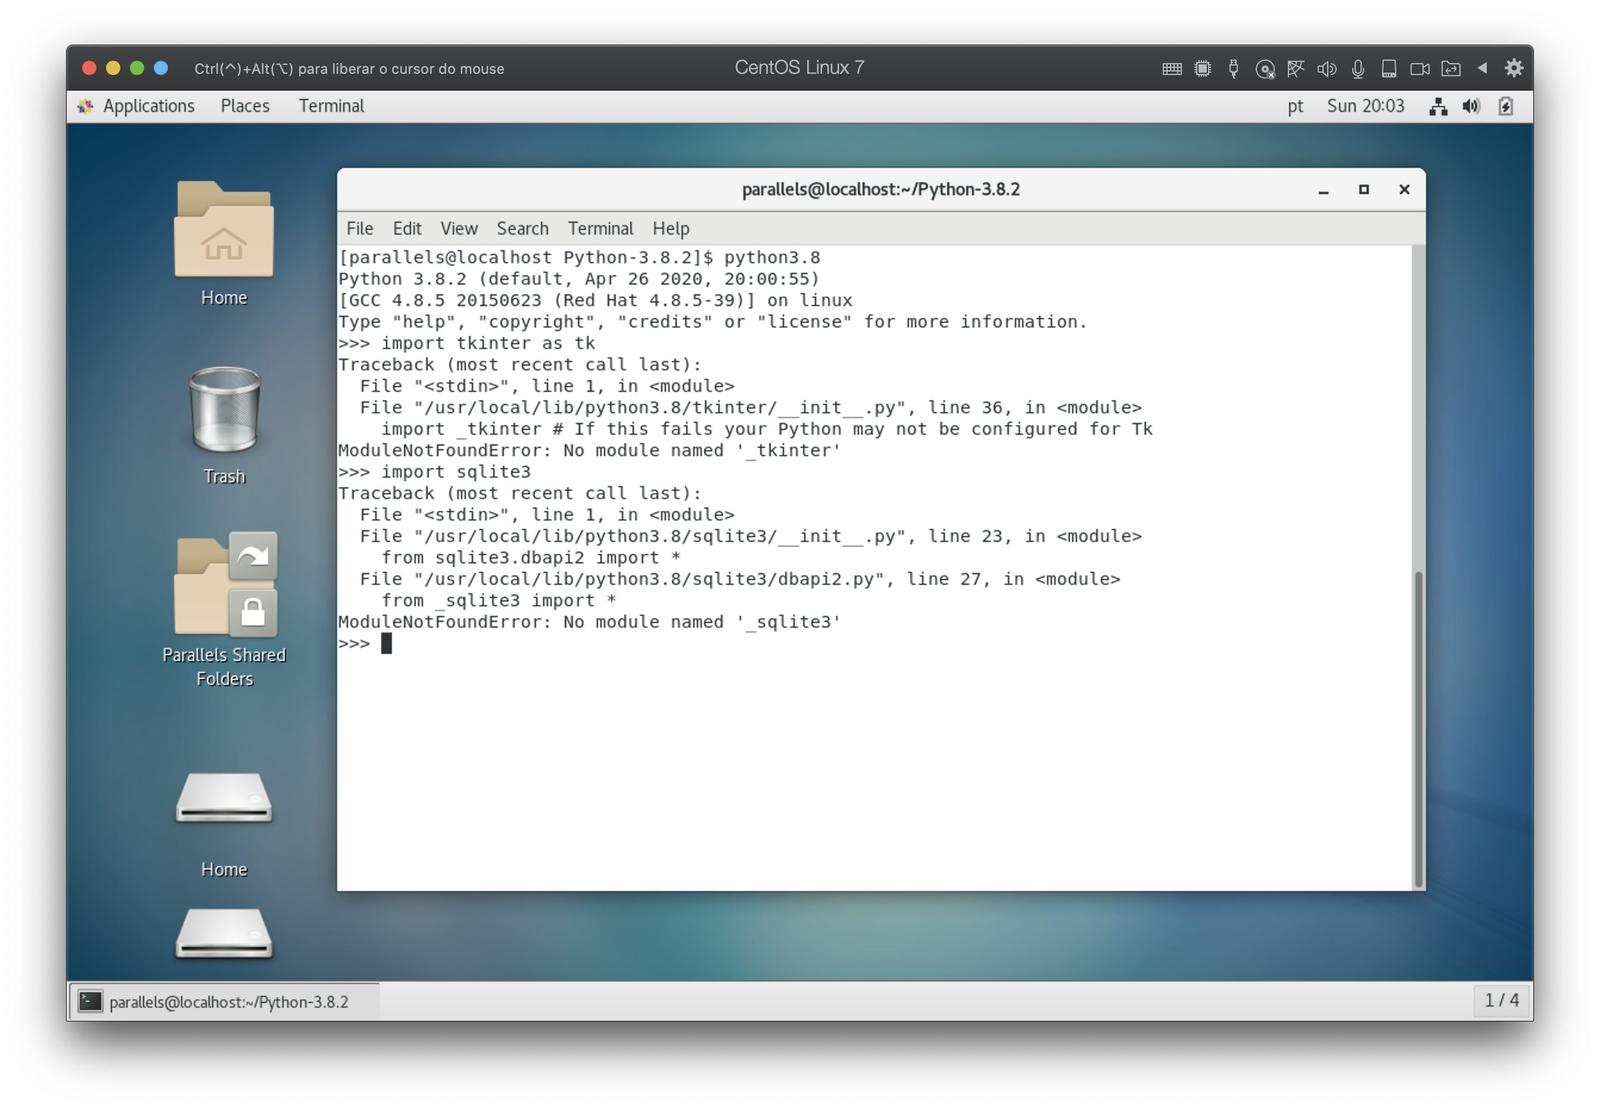 Ctrl(^)+Alt(⌥) para liberar o cursor do mouse
CentOS Linux 7
Applications Places Terminal
pt Sun 20:03
parallels@localhost:~/Python-3.8.2
File Edit View Search Terminal Help
[parallels@localhost Python-3.8.2]$ python3.8
Python 3.8.2 (default, Apr 26 2020, 20:00:55)
[GCC 4.8.5 20150623 (Red Hat 4.8.5-39)] on linux
Type "help", "copyright", "credits" or "license" for more information.
>>> import tkinter as tk
Traceback (most recent call last):
  File "<stdin>", line 1, in <module>
  File "/usr/local/lib/python3.8/tkinter/__init__.py", line 36, in <module>
    import _tkinter # If this fails your Python may not be configured for Tk
ModuleNotFoundError: No module named '_tkinter'
>>> import sqlite3
Traceback (most recent call last):
  File "<stdin>", line 1, in <module>
  File "/usr/local/lib/python3.8/sqlite3/__init__.py", line 23, in <module>
    from sqlite3.dbapi2 import *
  File "/usr/local/lib/python3.8/sqlite3/dbapi2.py", line 27, in <module>
    from _sqlite3 import *
ModuleNotFoundError: No module named '_sqlite3'
>>>
Home
Trash
Parallels Shared
Folders
Home
parallels@localhost:~/Python-3.8.2
1 / 4